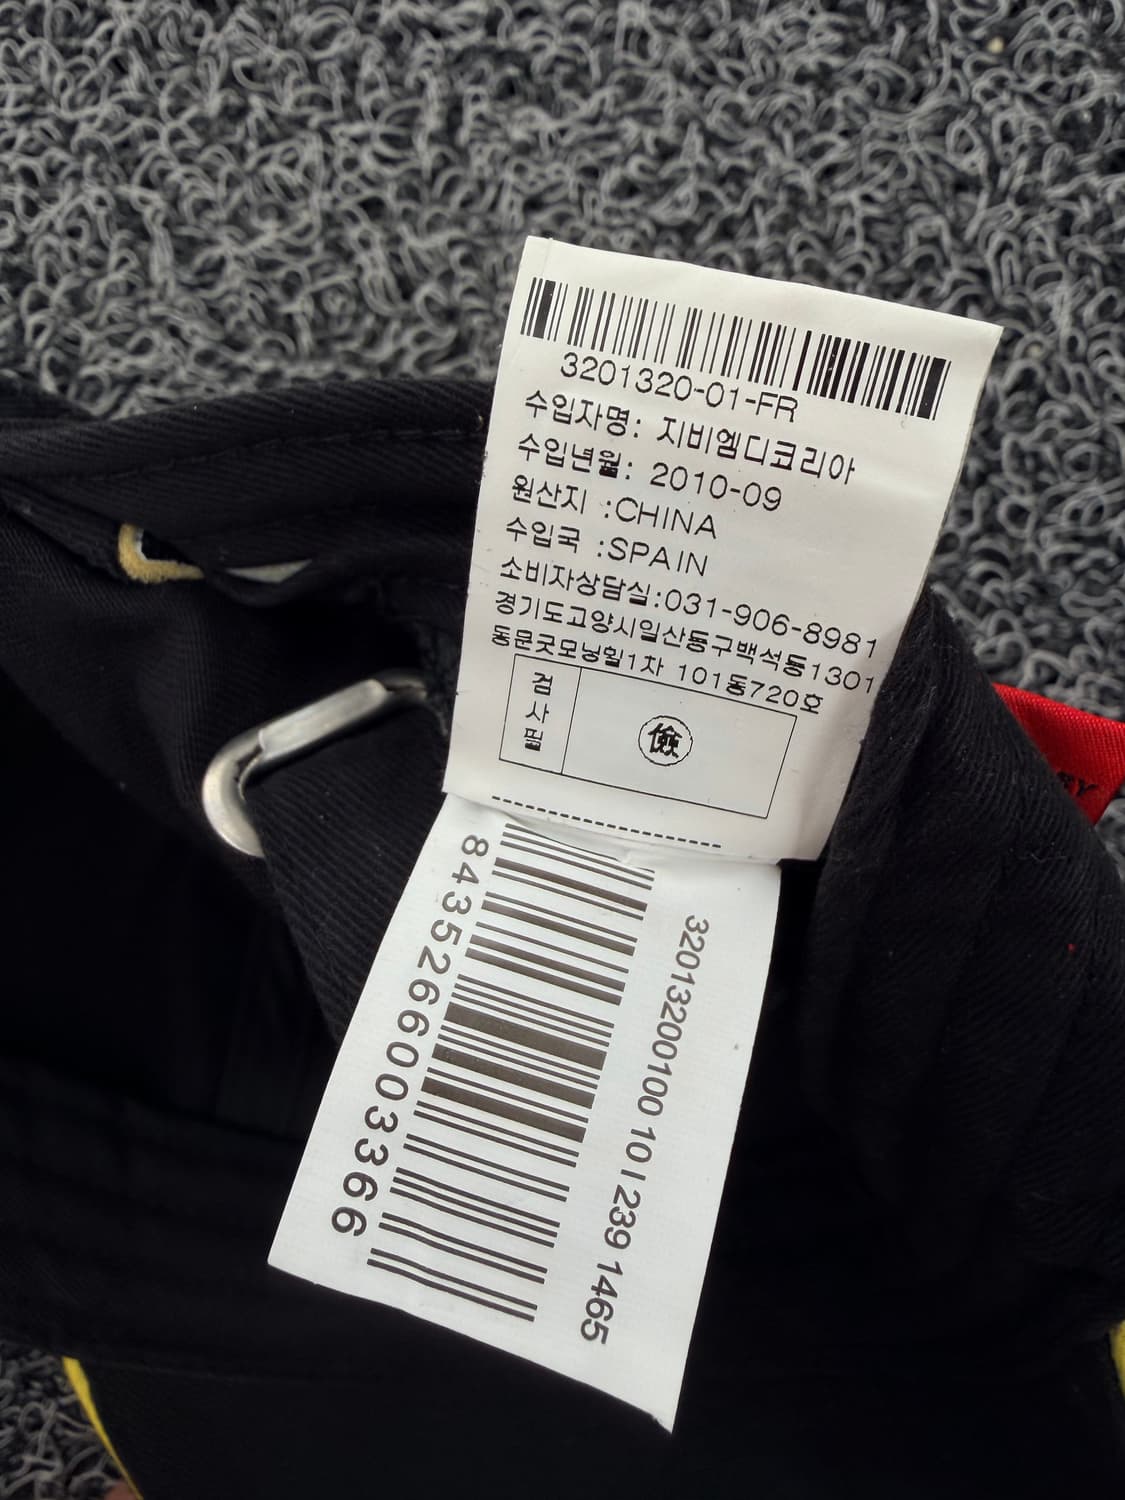 3201320-01-FR
수입자명: 지비엠디코리아
수입년월: 2010-09
원산지 :CHINA
수입국 :SPAIN
소비자상담실:031-906-8981
경기도고양시일산동구백석동1301
동문굿모닝힐1차 101동720호
검사필
8435266003366
32013200100 10 I 239 1465